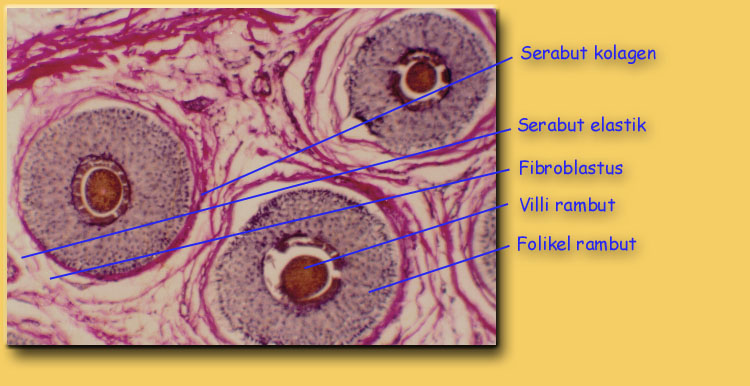 Serabut kolagen
Serabut elastik
Fibroblastus
Villi rambut
Folikel rambut